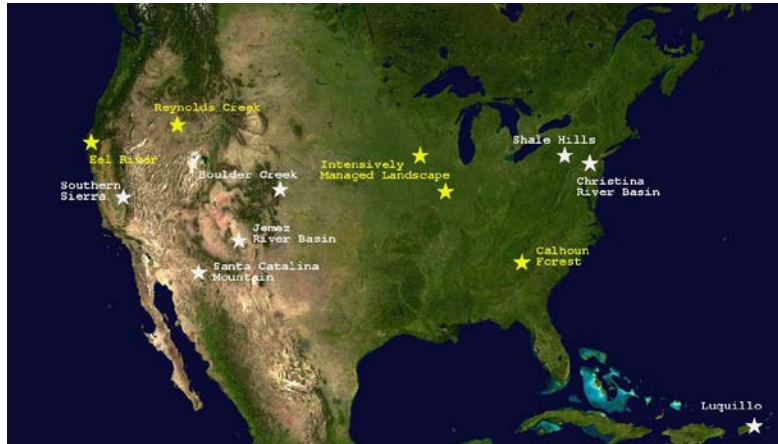 Reynolds Creek
Eel River
Boulder Creek
Southern
Sierra
Jemez
River Basin
Santa Catalina
Mountain
Intensively
Managed Landscape
Shale Hills
Christina
River Basin
Calhoun
Forest
Luquillo